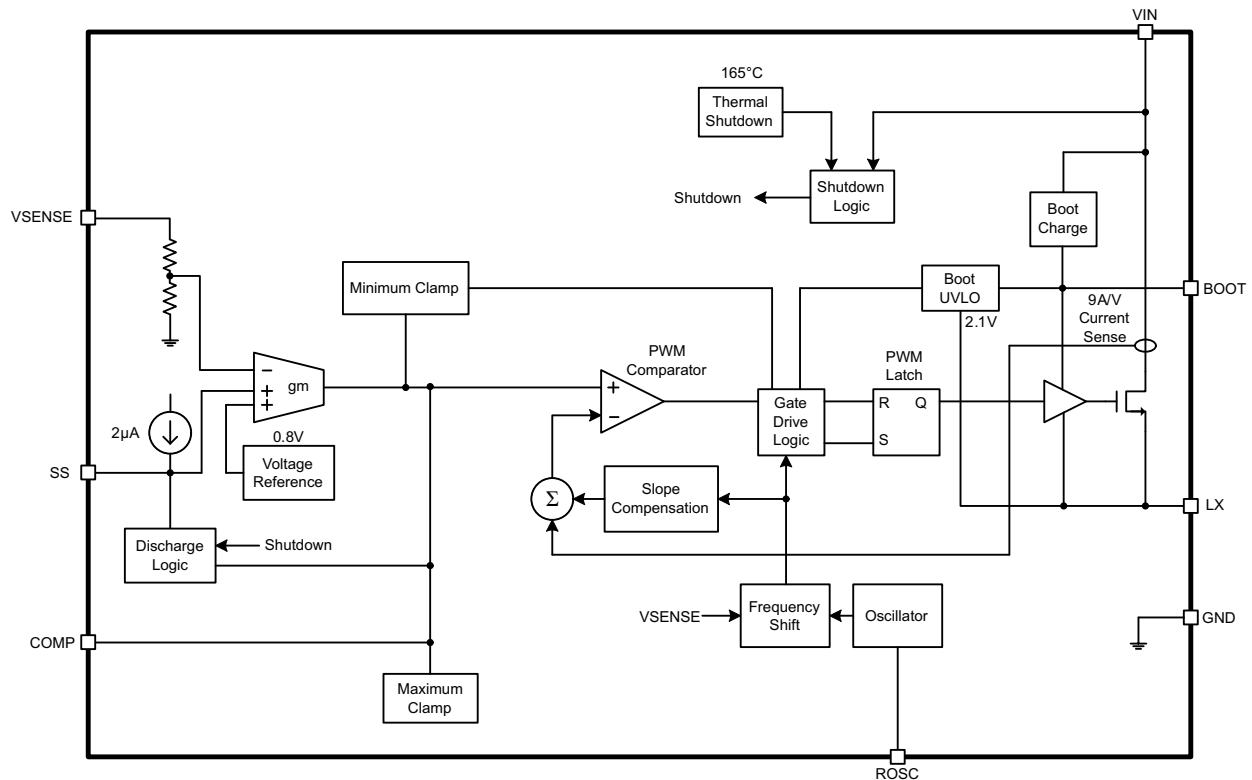 VIN
165°C
Thermal
Shutdown
Shutdown
Shutdown
Logic
Boot
Charge
VSENSE
Minimum Clamp
Boot
UVLO
2.1V
BOOT
9A/V
Current
Sense
PWM
Comparator
PWM
Latch
−
+
+
gm
+
−
Gate
Drive
Logic
R
Q
S
2µA
0.8V
Voltage
Reference
SS
Σ
Slope
Compensation
LX
Discharge
Logic
Shutdown
VSENSE
Frequency
Shift
Oscillator
GND
COMP
Maximum
Clamp
ROSC